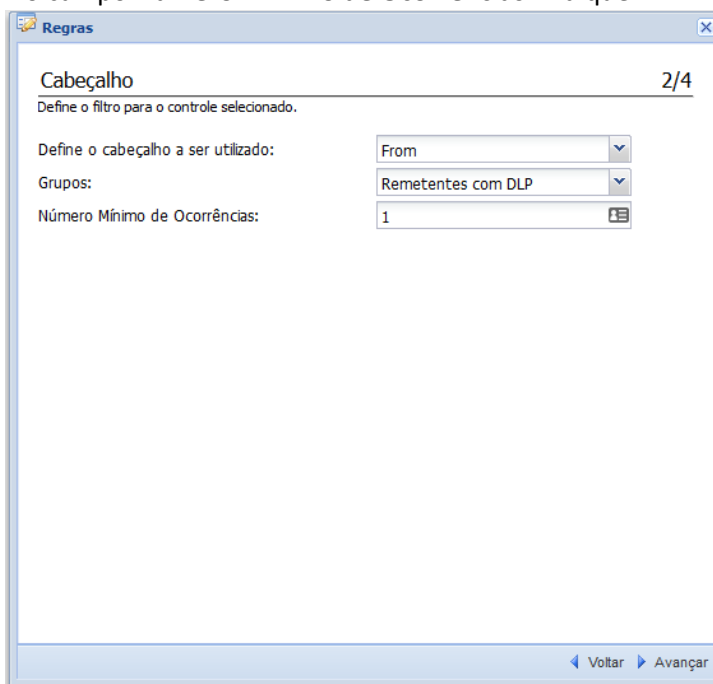 Regras
Cabeçalho 2/4
Define o filtro para o controle selecionado.
Define o cabeçalho a ser utilizado: From
Grupos: Remetentes com DLP
Número Mínimo de Ocorrências: 1
Voltar Avançar